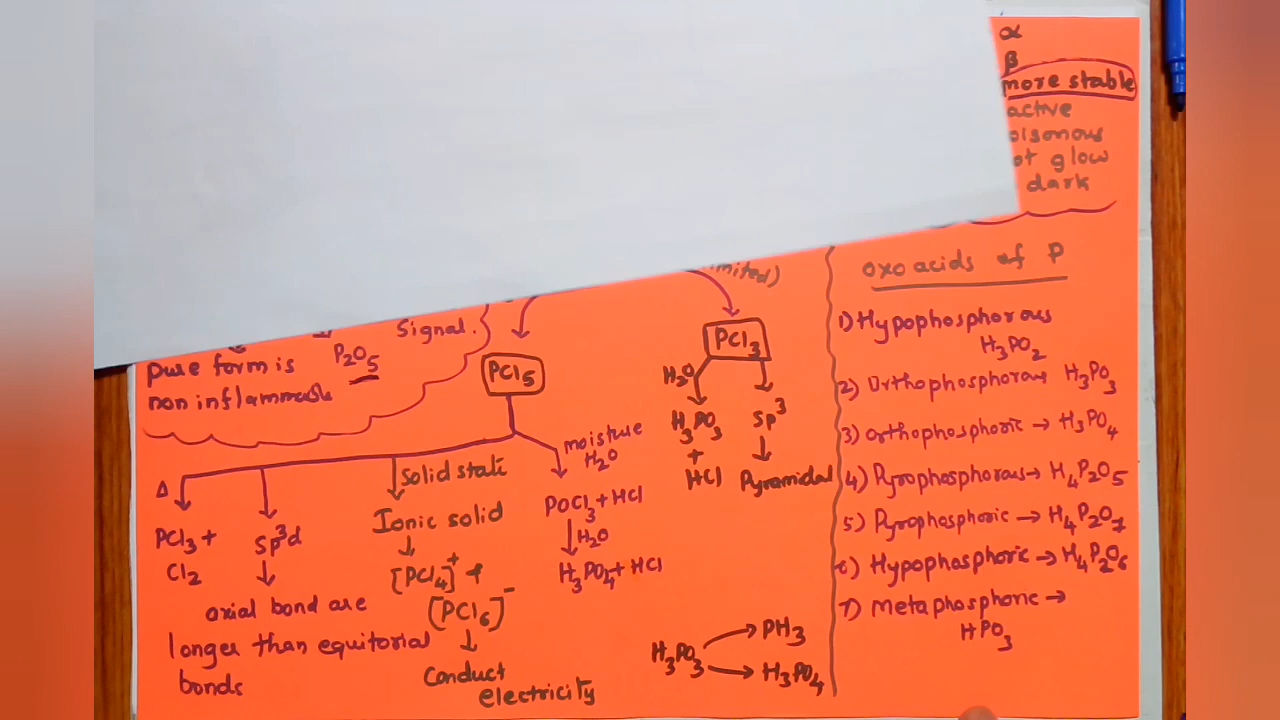 α
β
more stable
active
oisonous
ot glow
dark
Signal.
pure form is
P2O5
non inflammable
PCl5
mited)
PCl3
H2O
H3PO3
+
HCl
Sp3
Pyramidal
Δ
PCl3 +
Cl2
Sp3d
axial bond are
longer than equitorial
bonds
Solid state
Ionic solid
[PCl4]+ +
[PCl6]-
Conduct
electricity
moisture
H2O
POCl3 + HCl
H2O
H3PO4 + HCl
H3PO3
PH3
H3PO4
oxoacids of P
1) Hypophosphorous
H3PO2
2) Orthophosphorous H3PO3
3) orthophosphoric → H3PO4
4) Pyrophosphorous → H4P2O5
5) Pyrophosphoric → H4P2O7
6) Hypophosphoric → H4P2O6
7) metaphosphoric →
HPO3